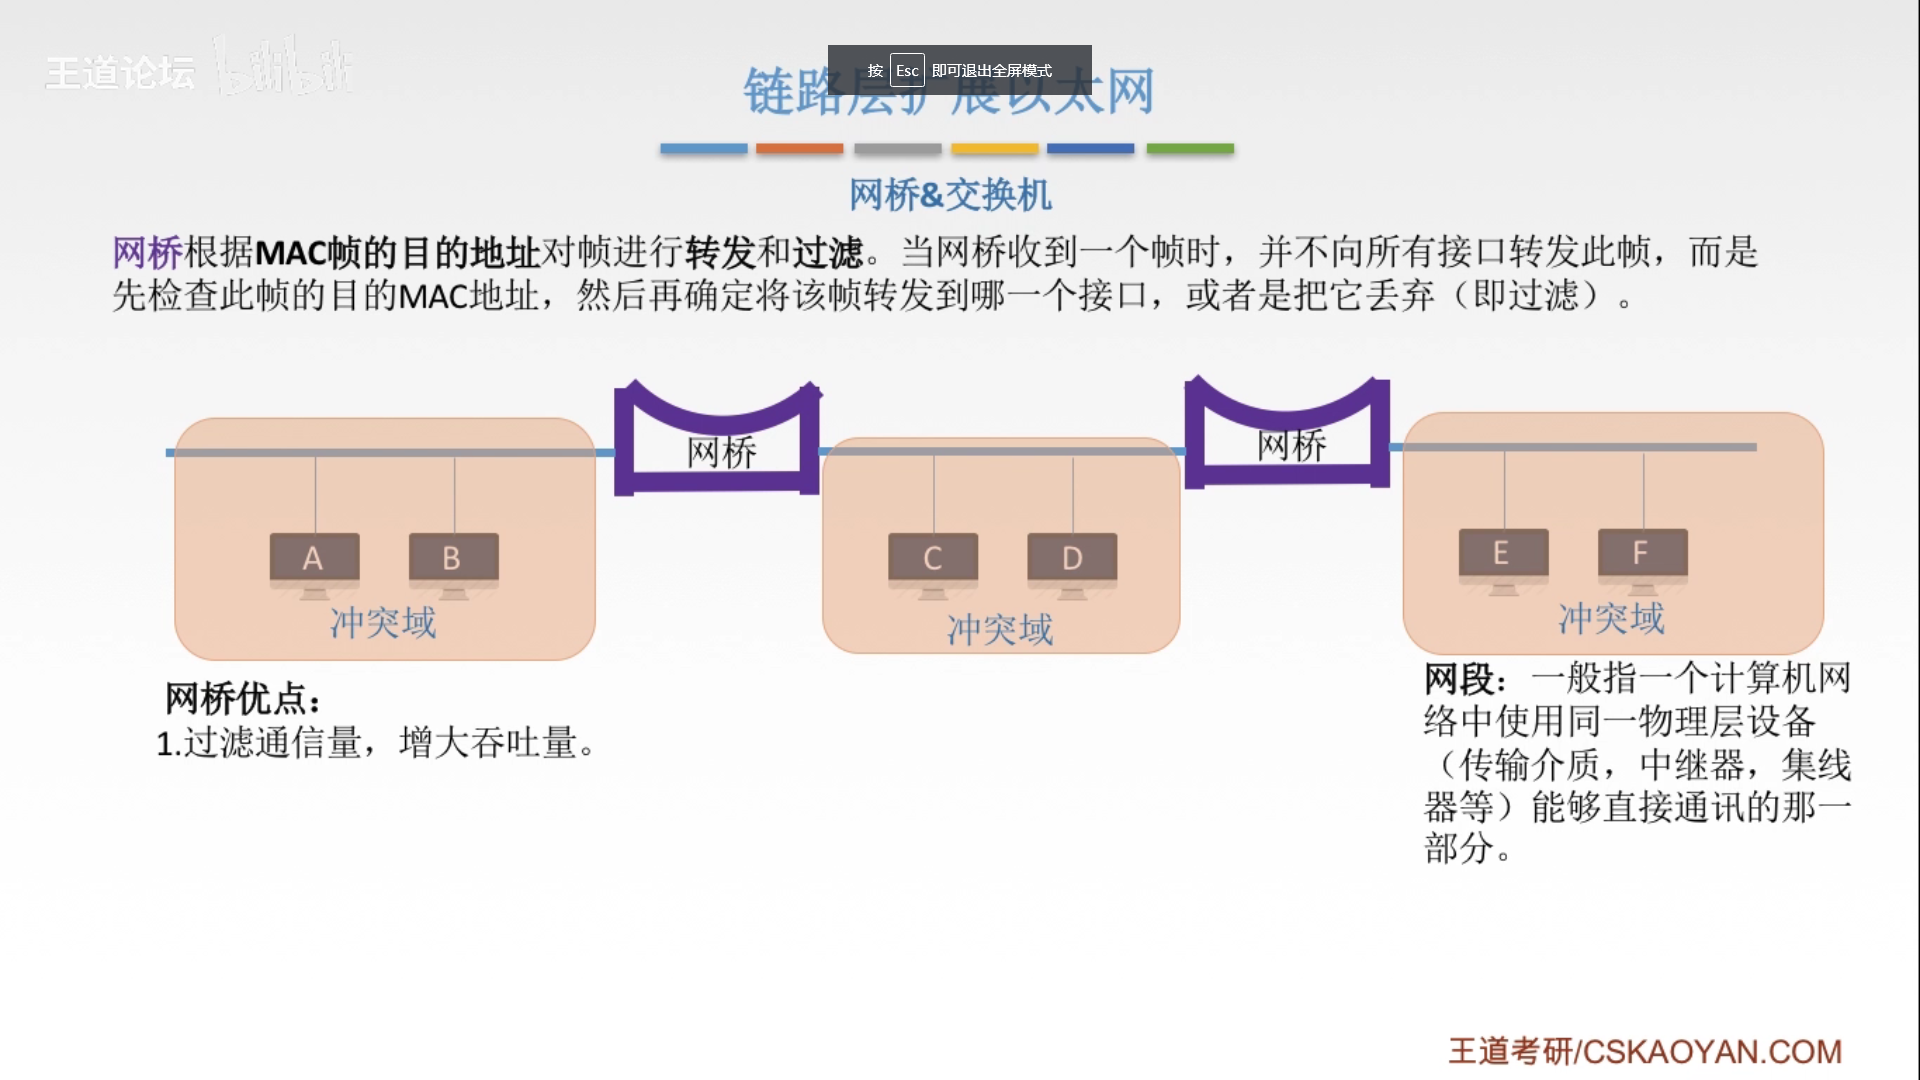 王道论坛 bilibili
按 Esc 即可退出全屏模式
链路层扩展以太网
网桥&交换机
网桥根据MAC帧的目的地址对帧进行转发和过滤。当网桥收到一个帧时，并不向所有接口转发此帧，而是
先检查此帧的目的MAC地址，然后再确定将该帧转发到哪一个接口，或者是把它丢弃（即过滤）。
网桥
网桥
A
B
C
D
E
F
冲突域
冲突域
冲突域
网桥优点：
1.过滤通信量，增大吞吐量。
网段：一般指一个计算机网
络中使用同一物理层设备
（传输介质，中继器，集线
器等）能够直接通讯的那一
部分。
王道考研/CSKAOYAN.COM